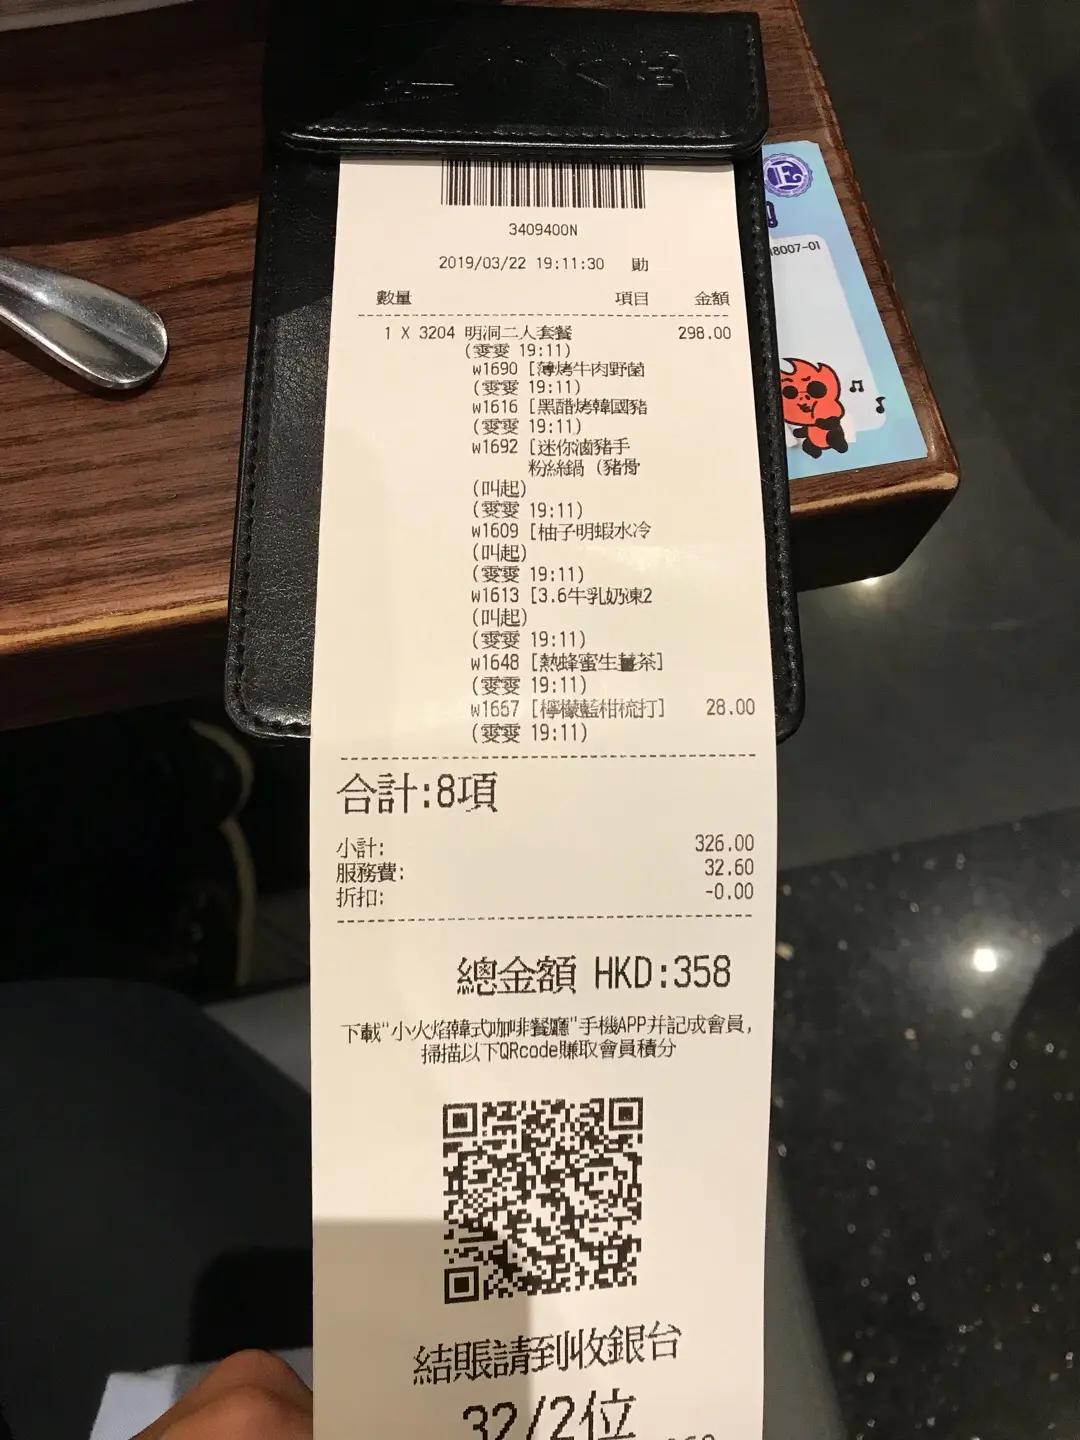 3409400N
2019/03/22 19:11:30 勛
數量 項目 金額
1 X 3204 明洞二人套餐 298.00
(雯雯 19:11)
w1690 [薄烤牛肉野菌
(雯雯 19:11)
w1616 [黑醋烤韓國豬
(雯雯 19:11)
w1692 [迷你滷豬手
粉絲鍋 (豬骨
(叫起)
(雯雯 19:11)
w1609 [柚子明蝦水冷
(叫起)
(雯雯 19:11)
w1613 [3.6牛乳奶凍2
(叫起)
(雯雯 19:11)
w1648 [熱蜂蜜生薑茶]
(雯雯 19:11)
w1667 [檸檬藍柑梳打] 28.00
(雯雯 19:11)
合計:8項
小計: 326.00
服務費: 32.60
折扣: -0.00
總金額 HKD:358
下載"小火焰韓式咖啡餐廳"手機APP并記成會員,
掃描以下QRcode賺取會員積分
結賬請到收銀台
32/2位
E
!
8007-01